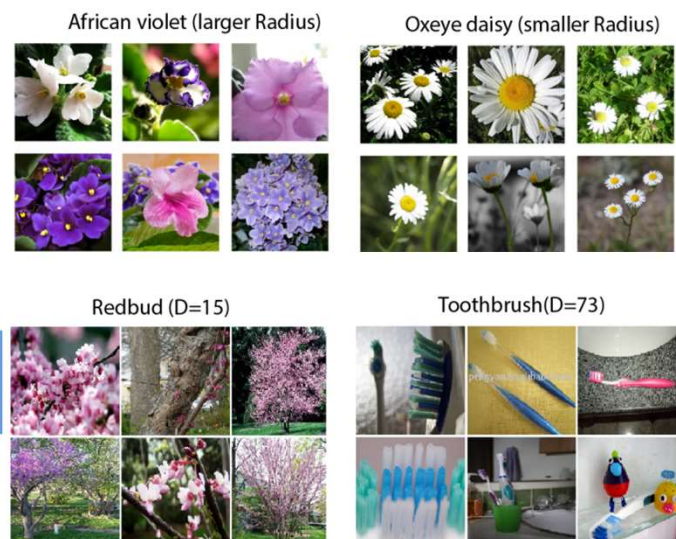 African violet (larger Radius)
Oxeye daisy (smaller Radius)
Redbud (D=15)
Toothbrush(D=73)